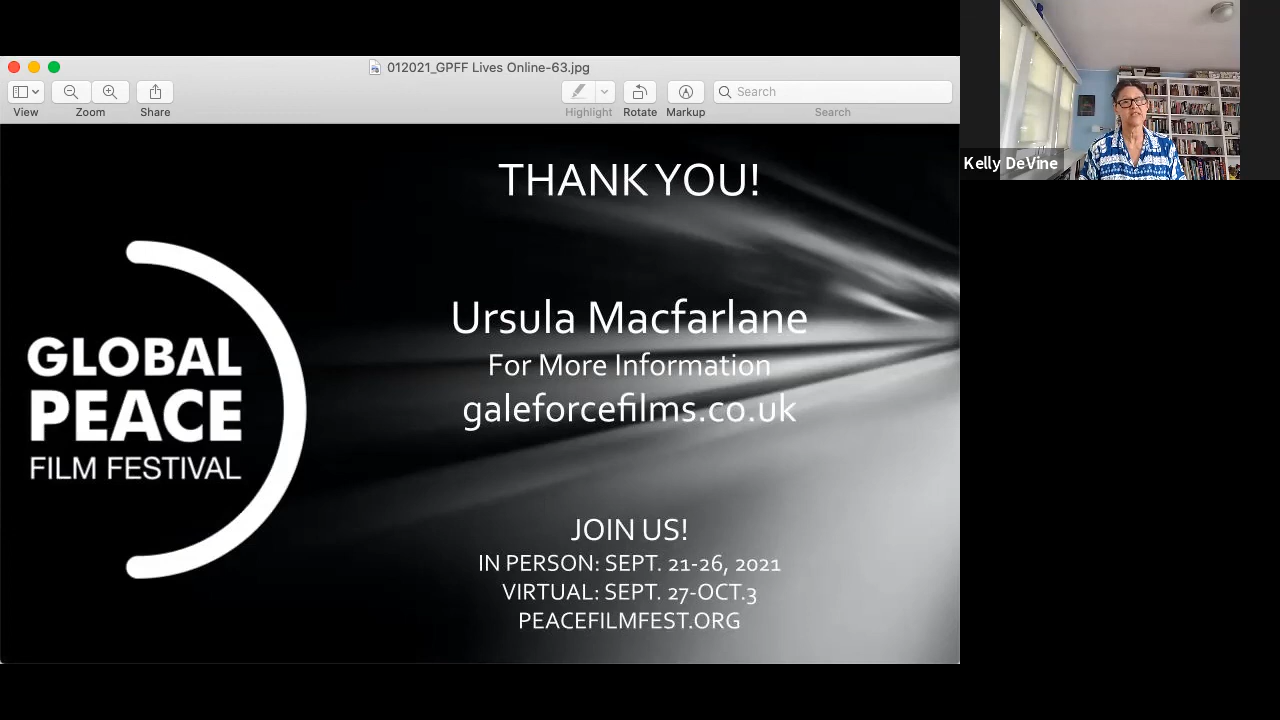 012021_GPFF Lives Online-63.jpg
View
Zoom
Share
Highlight
Rotate
Markup
Search
Search
Kelly DeVine
THANK YOU!
Ursula Macfarlane
For More Information
galeforcefilms.co.uk
GLOBAL
PEACE
FILM FESTIVAL
JOIN US!
IN PERSON: SEPT. 21-26, 2021
VIRTUAL: SEPT. 27-OCT.3
PEACEFILMFEST.ORG